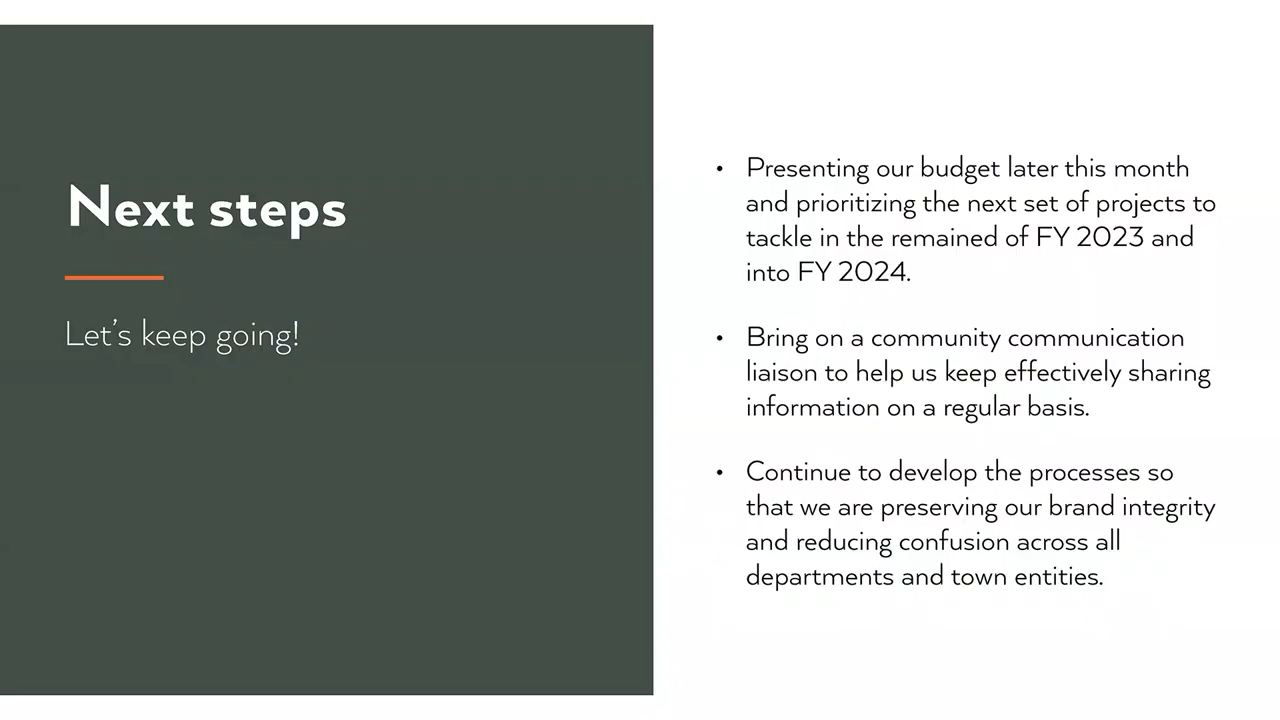 Next steps
Let's keep going!
• Presenting our budget later this month
and prioritizing the next set of projects to
tackle in the remained of FY 2023 and
into FY 2024.
• Bring on a community communication
liaison to help us keep effectively sharing
information on a regular basis.
• Continue to develop the processes so
that we are preserving our brand integrity
and reducing confusion across all
departments and town entities.